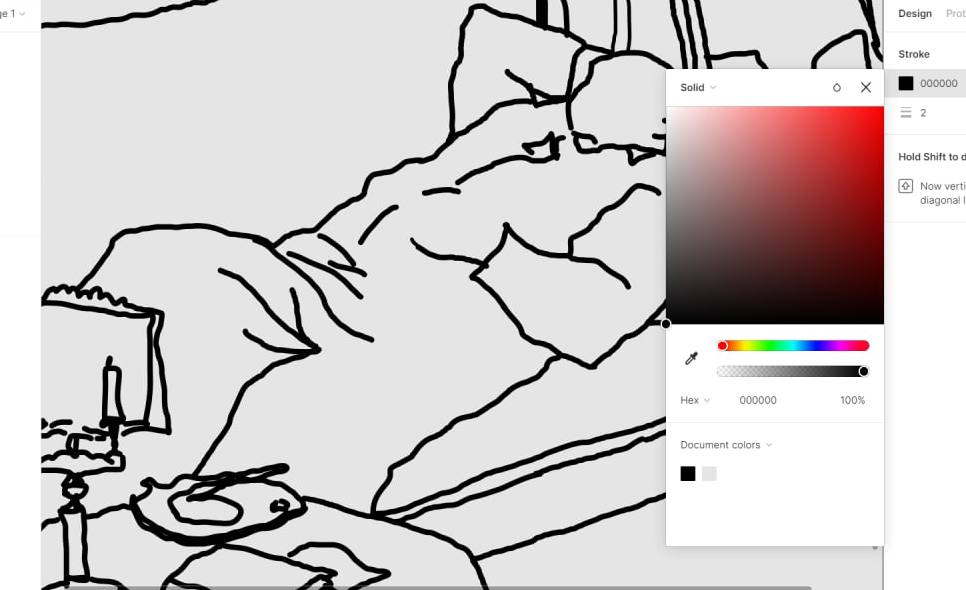 ge 1
Design Prot
Stroke
Solid
000000
2
Hold Shift to d
Now verti
diagonal l
Hex 000000 100%
Document colors